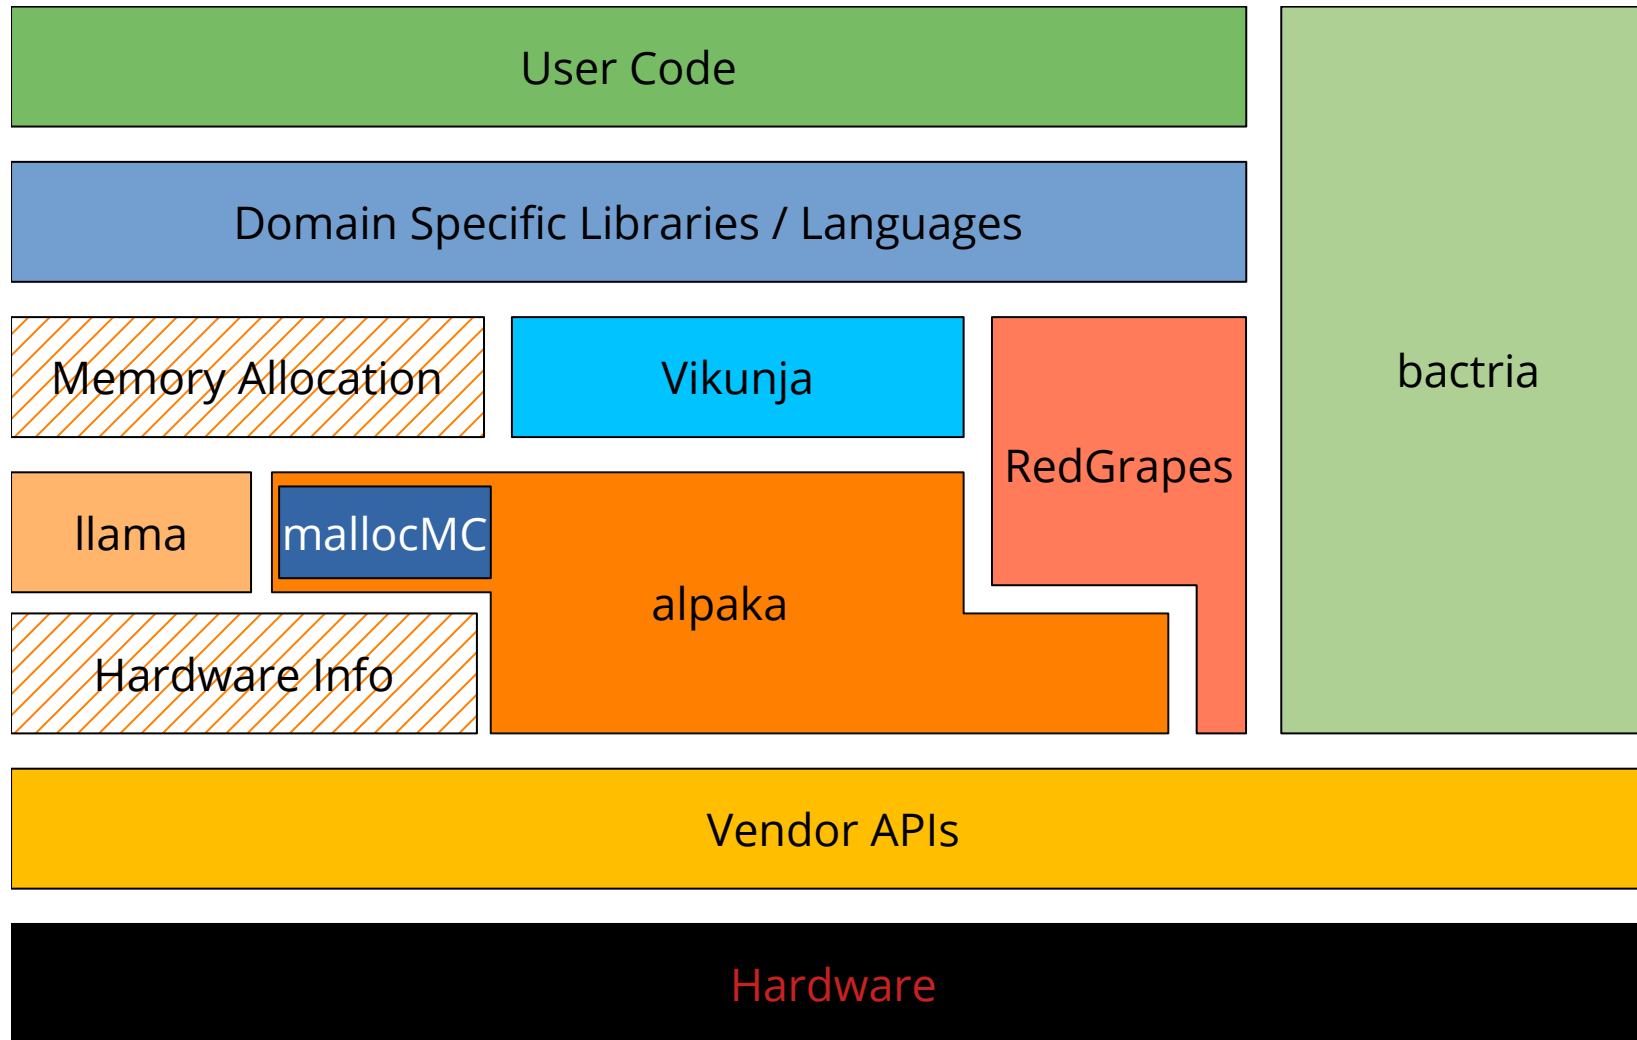 User Code
Domain Specific Libraries / Languages
Memory Allocation
Vikunja
RedGrapes
bactria
llama
mallocMC
alpaka
Hardware Info
Vendor APIs
Hardware